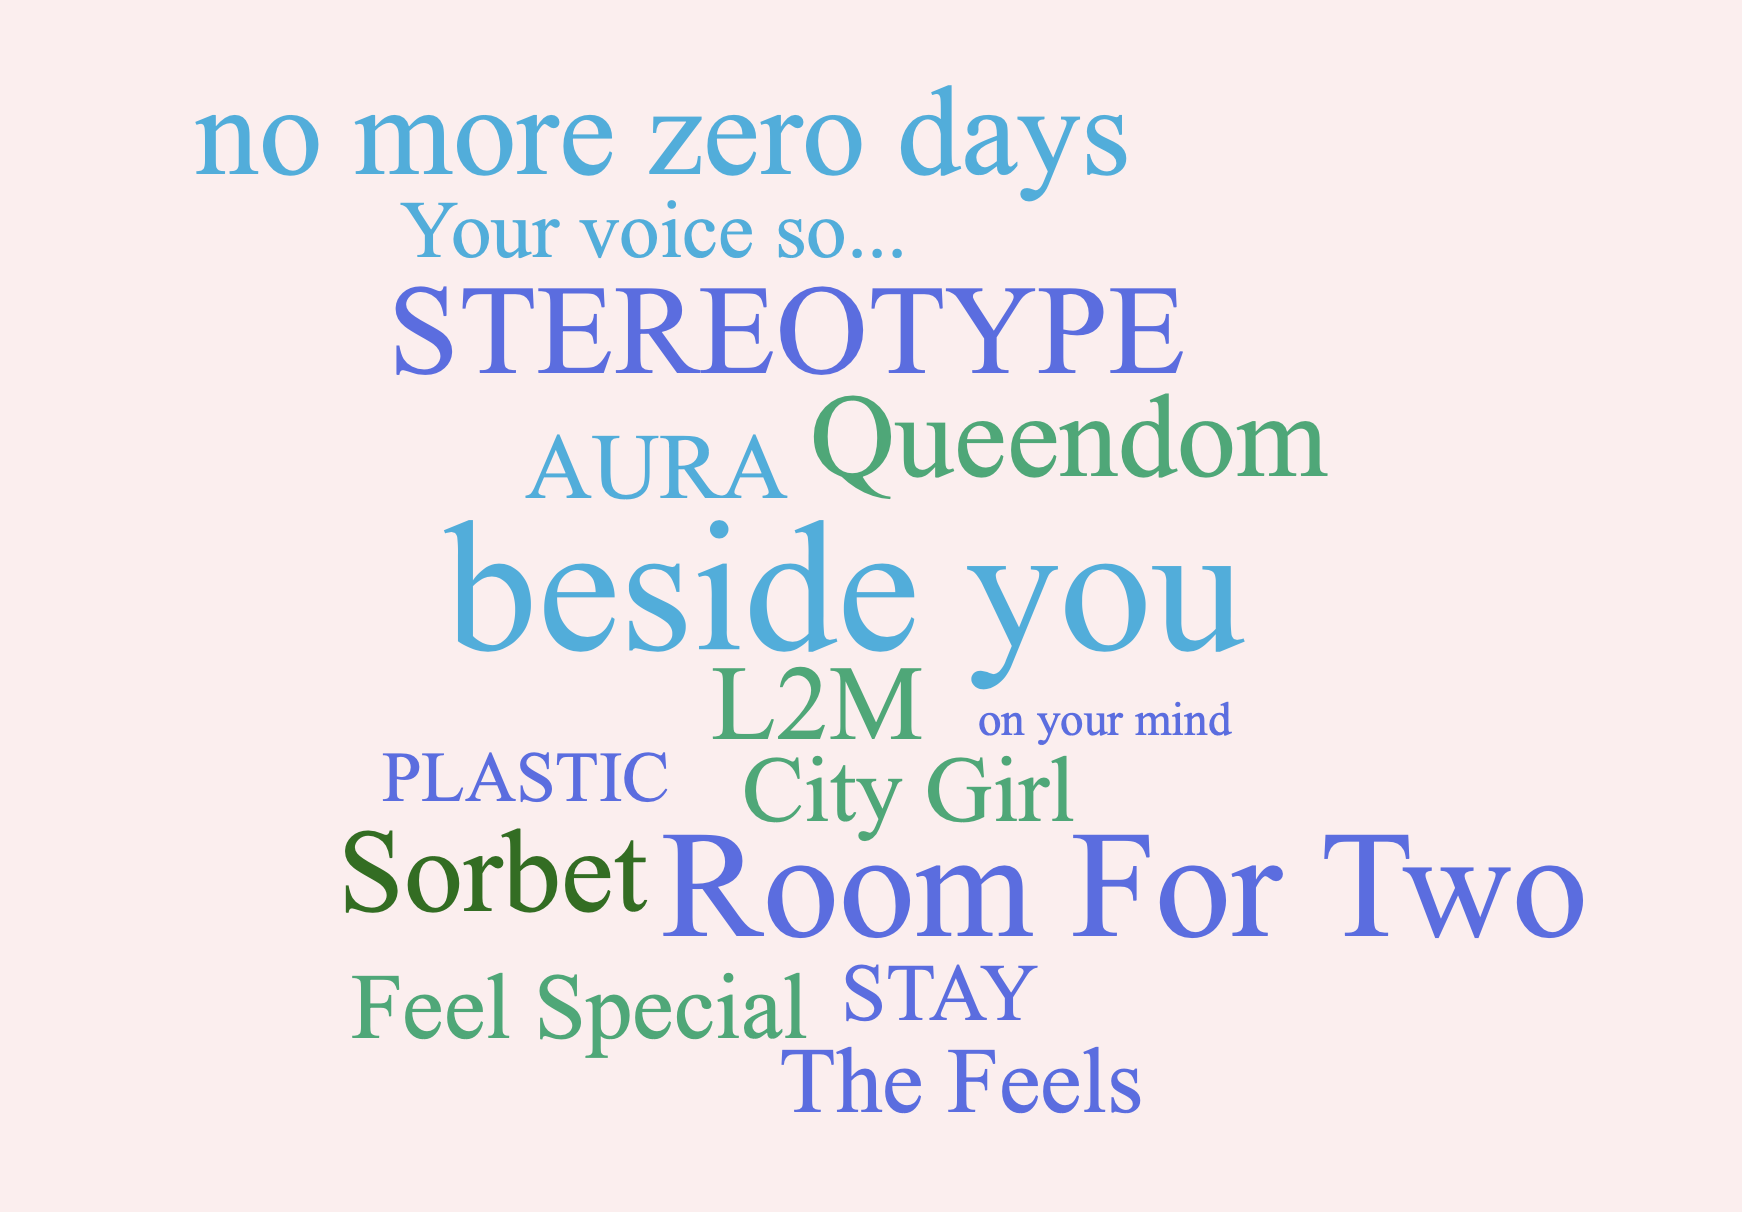 no more zero days
Your voice so...
STEREOTYPE
Queendom
AURA
beside you
L2M
on your mind
PLASTIC
City Girl
Sorbet
Room For Two
Feel Special
STAY
The Feels